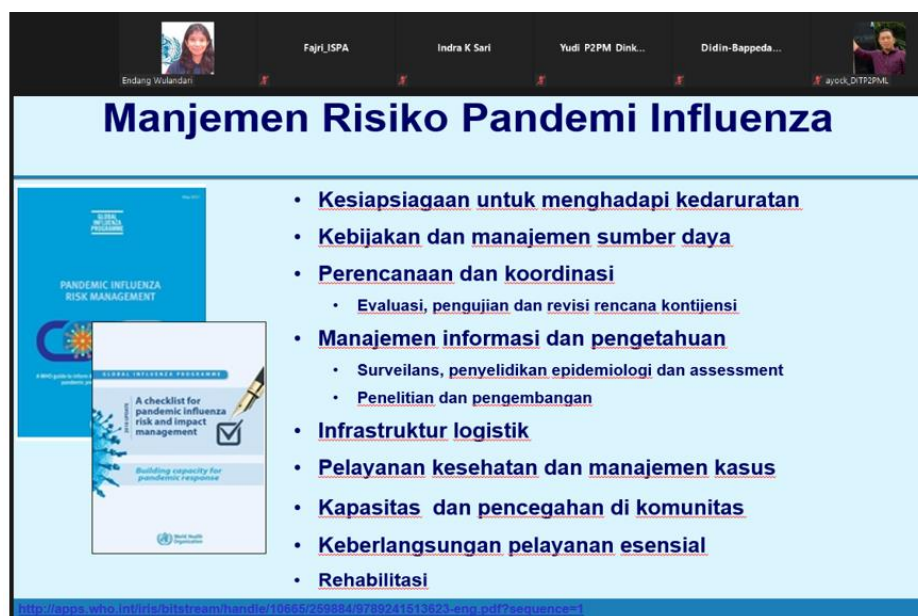 Endang Wulandari
Fajri_ISPA
Indra K Sari
Yudi P2PM Dink...
Didin-Bappeda...
ayock_DITP2PML
Manjemen Risiko Pandemi Influenza
GLOBAL
INFLUENZA
PROGRAMME
PANDEMIC INFLUENZA
RISK MANAGEMENT
GLOBAL INFLUENZA PROGRAMME
A checklist for
pandemic influenza
risk and impact
management
Building capacity for
pandemic response
World Health
Organization
• Kesiapsiagaan untuk menghadapi kedaruratan
• Kebijakan dan manajemen sumber daya
• Perencanaan dan koordinasi
• Evaluasi, pengujian dan revisi rencana kontijensi
• Manajemen informasi dan pengetahuan
• Surveilans, penyelidikan epidemiologi dan assessment
• Penelitian dan pengembangan
• Infrastruktur logistik
• Pelayanan kesehatan dan manajemen kasus
• Kapasitas dan pencegahan di komunitas
• Keberlangsungan pelayanan esensial
• Rehabilitasi
http://apps.who.int/iris/bitstream/handle/10665/259884/9789241513623-eng.pdf?sequence=1